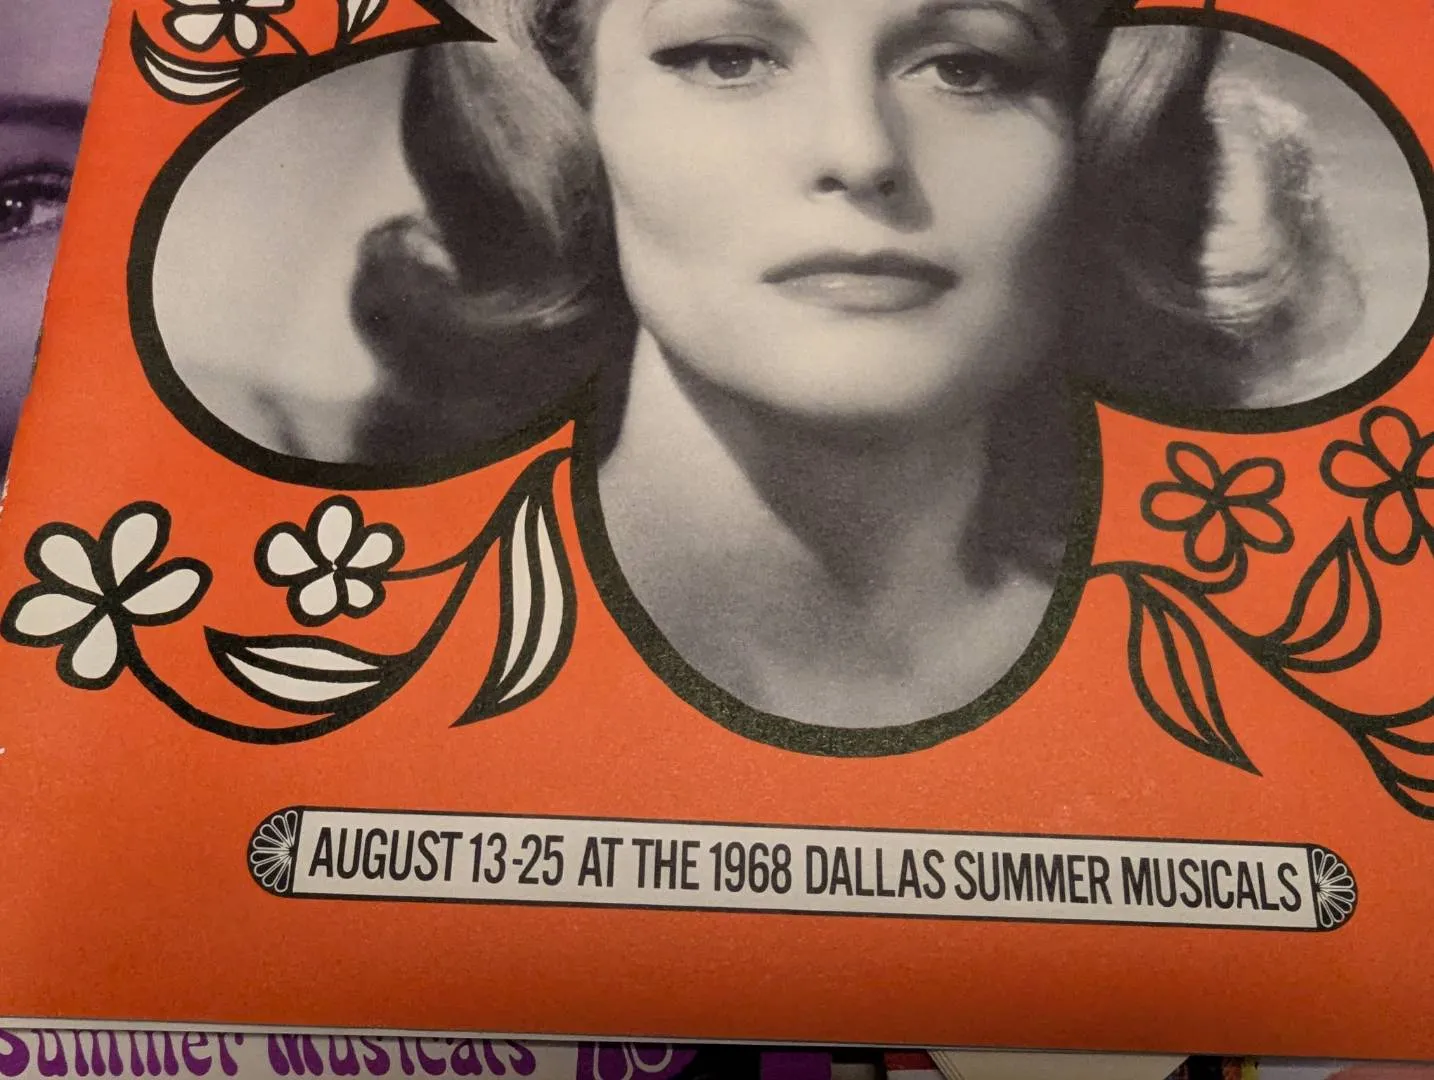 AUGUST 13-25 AT THE 1968 DALLAS SUMMER MUSICALS
Summer Musicals